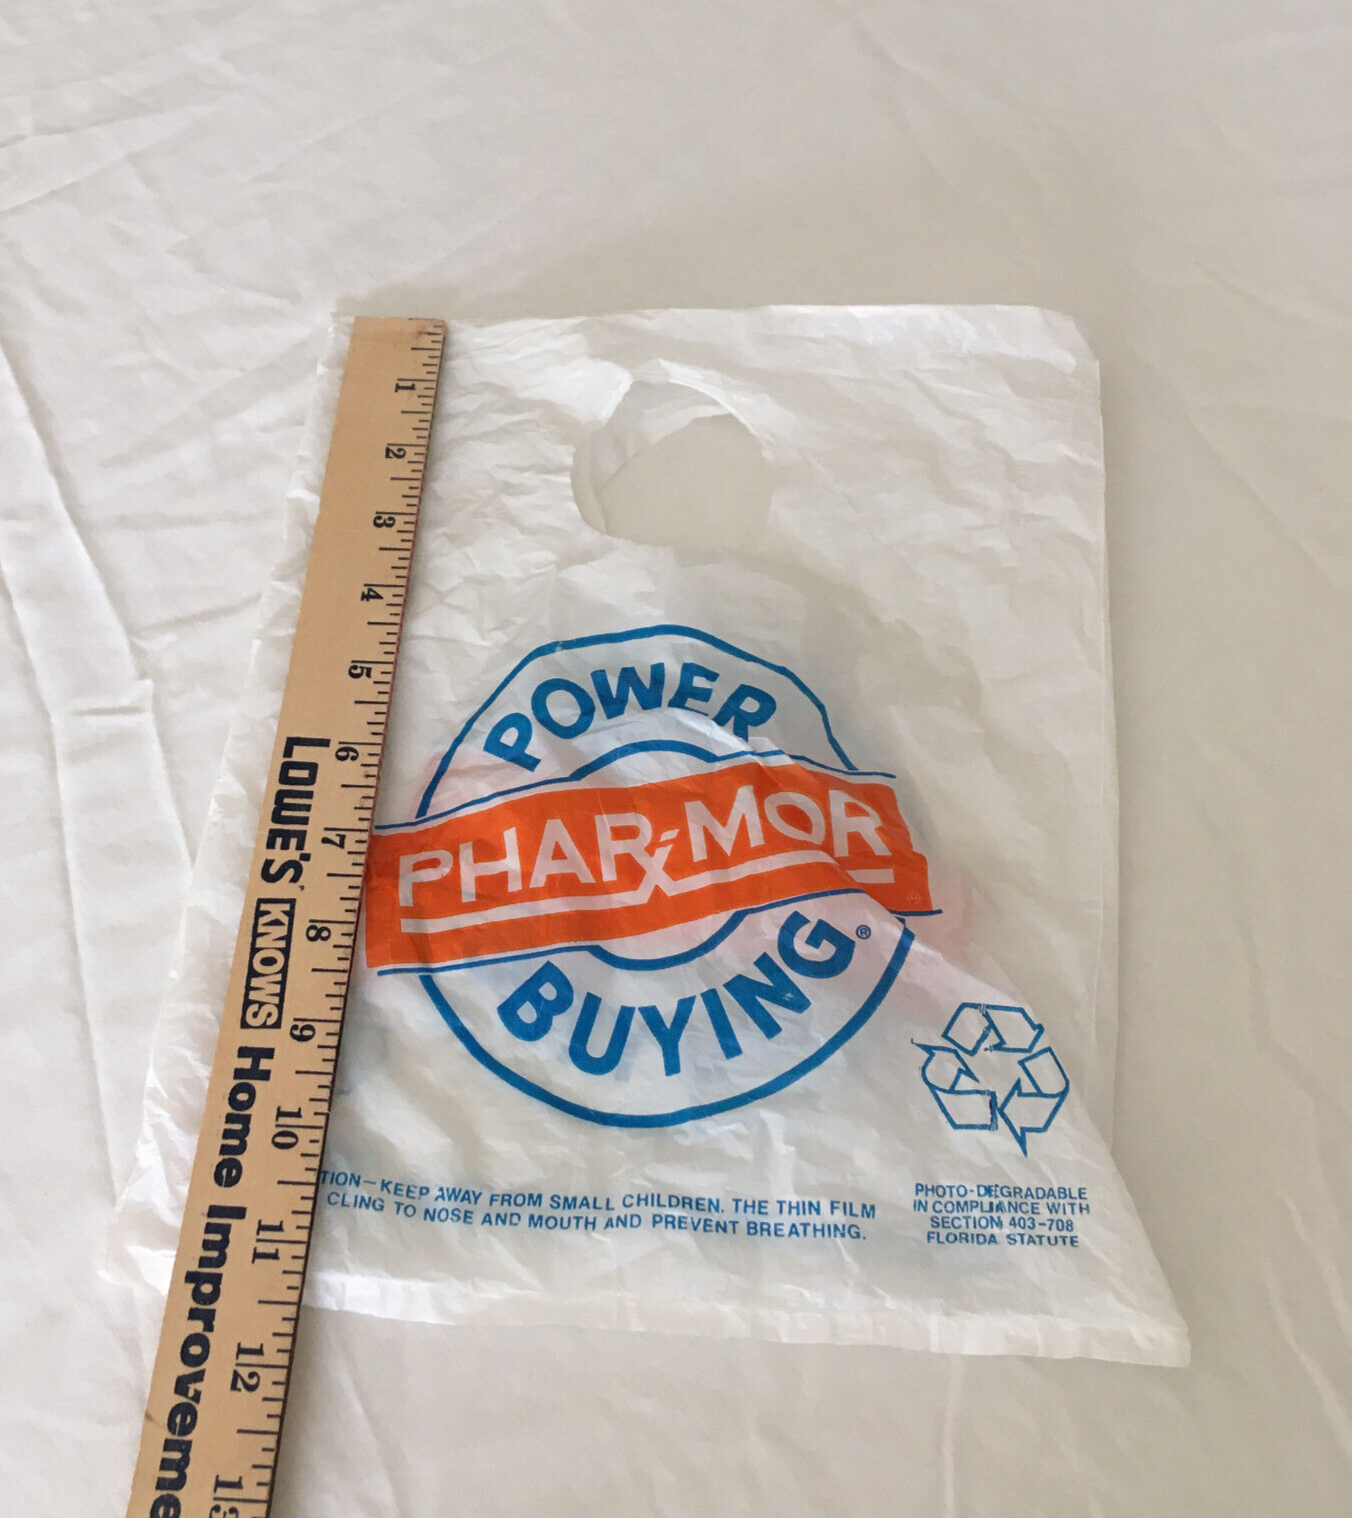 POWER
PHAR-MOR
BUYING®
TION—KEEP AWAY FROM SMALL CHILDREN. THE THIN FILM
CLING TO NOSE AND MOUTH AND PREVENT BREATHING.
PHOTO-DEGRADABLE
IN COMPLIANCE WITH
SECTION 403-708
FLORIDA STATUTE
1 2 3 4 5 6 7 8 9 10 11 12 13
LOWE'S KNOWS Home Improveme